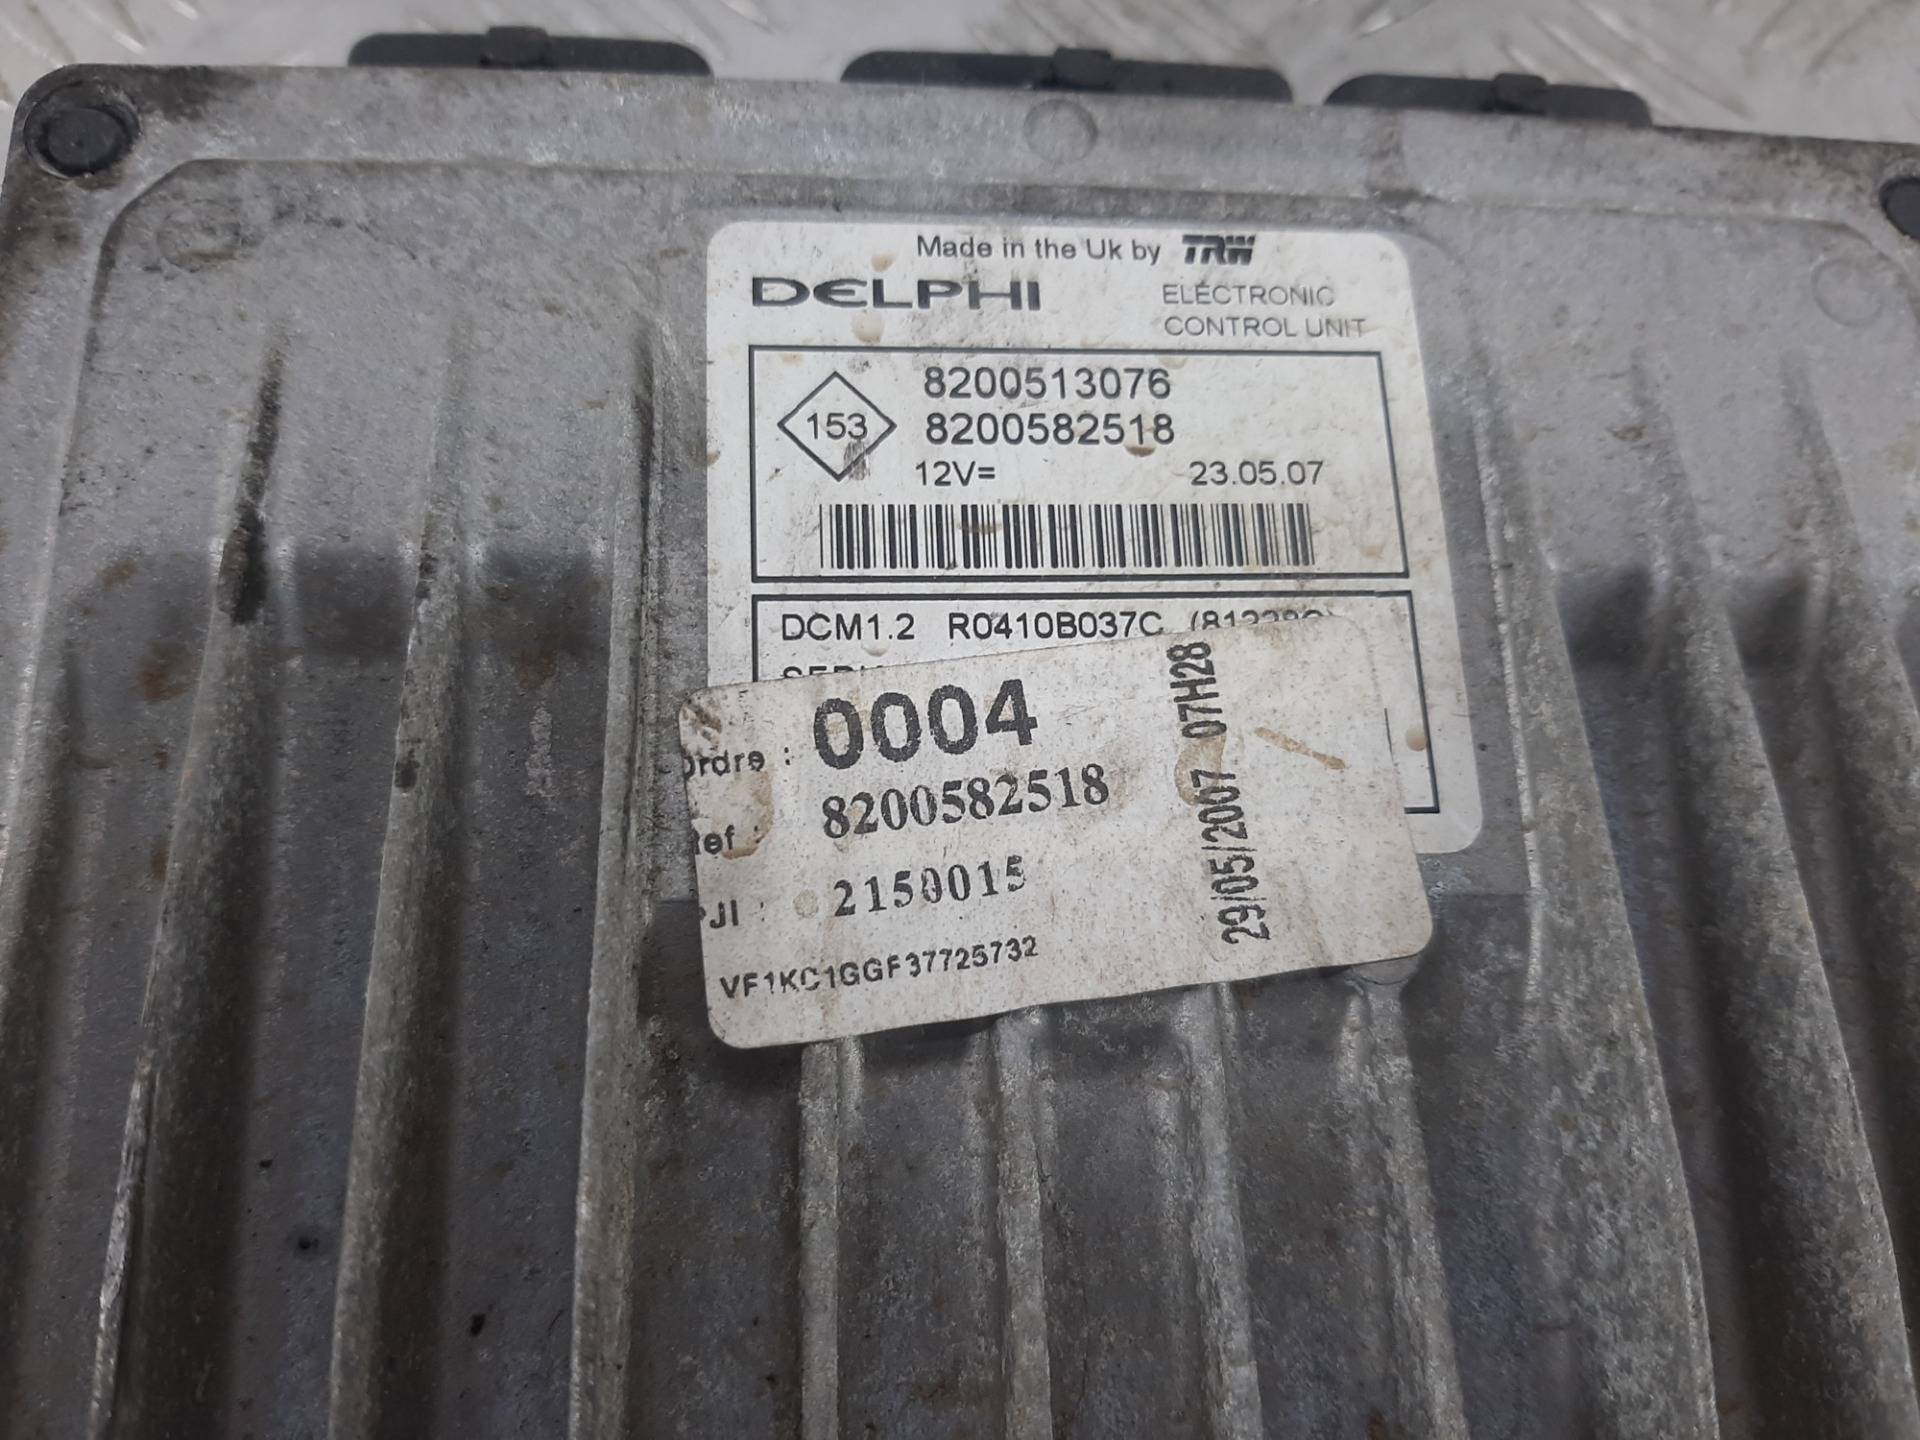 Made in the Uk by TRW
DELPHI
ELECTRONIC
CONTROL UNIT
153
8200513076
8200582518
12V= 23.05.07
DCM1.2 R0410B037C
Ordre : 0004
Ref : 8200582518
PJI : 2150015
VF1KC1GGF37725732
29/05/2007 07H28